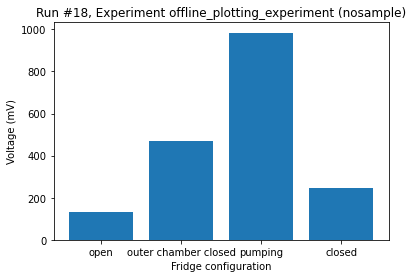 Run #18, Experiment offline_plotting_experiment (nosample)
1000
800
600
400
200
0
Voltage (mV)
open outer chamber closed pumping closed
Fridge configuration